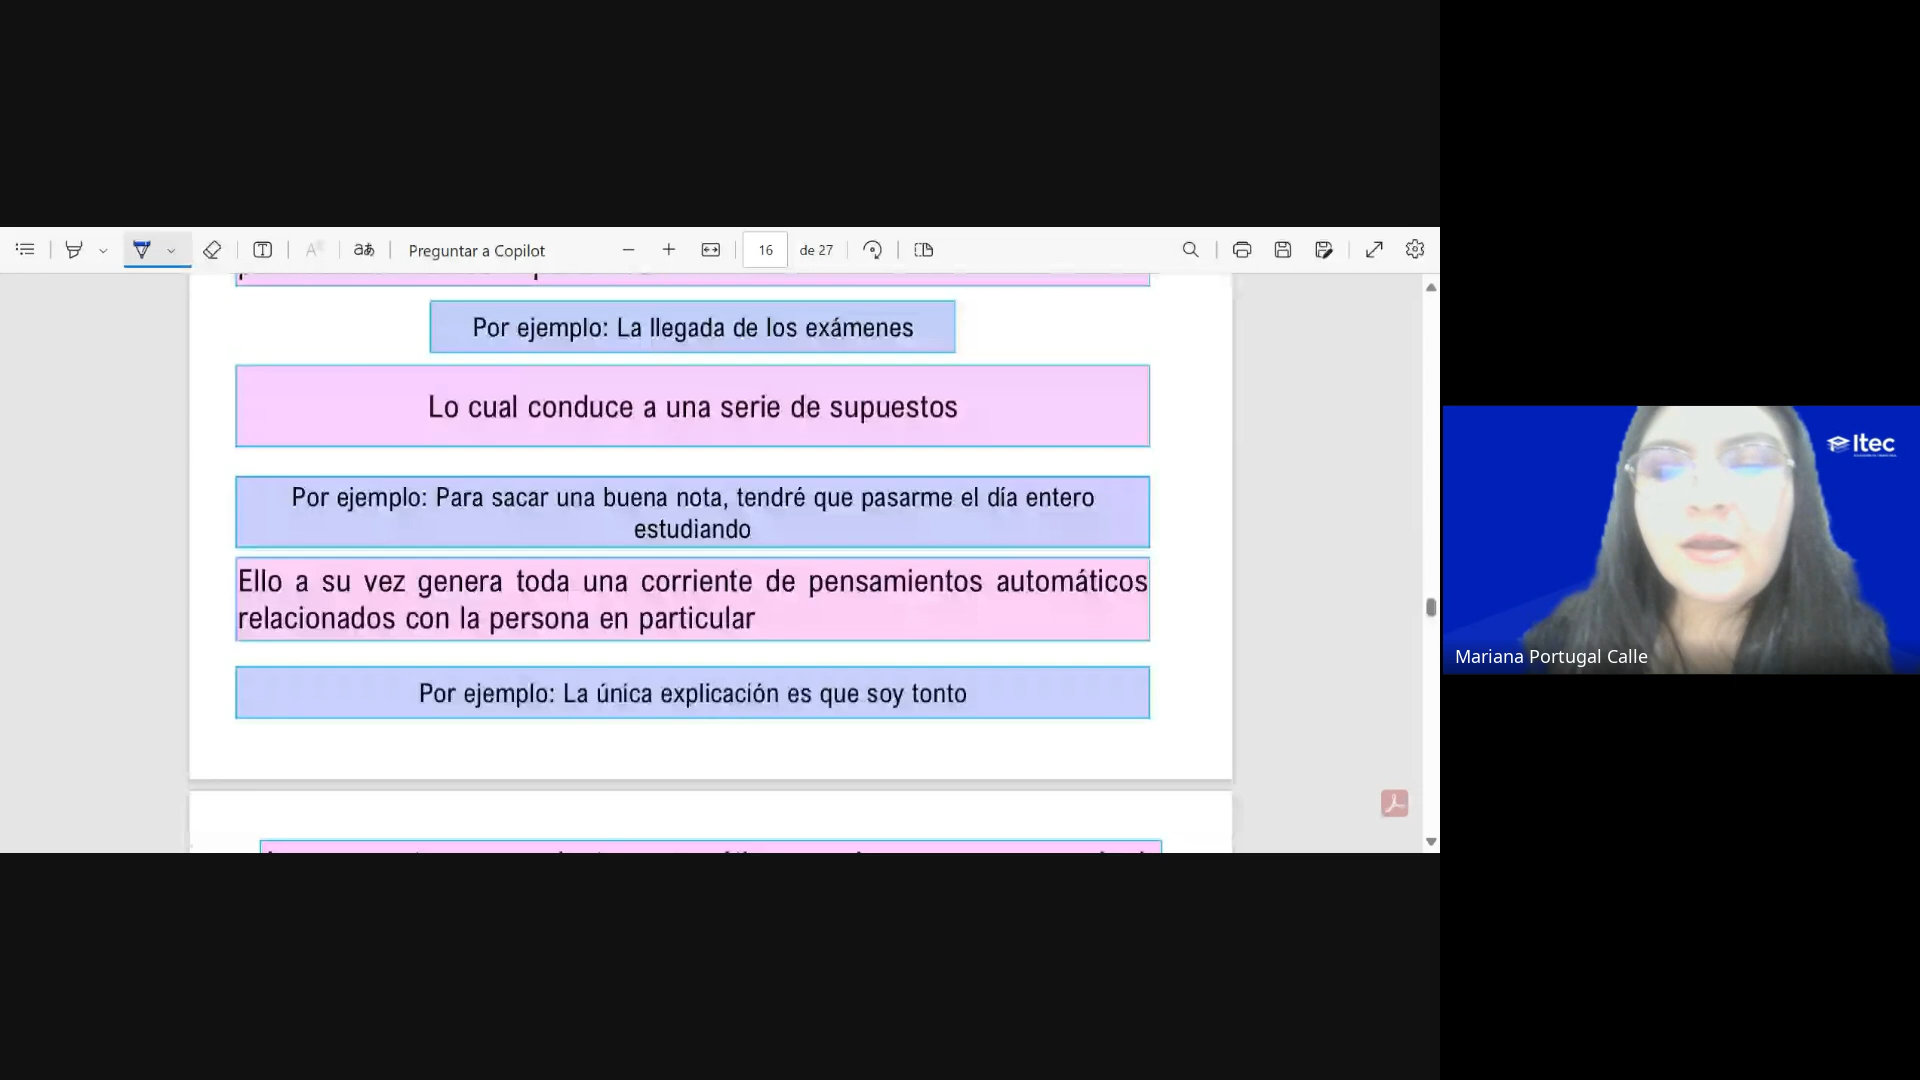 Preguntar a Copilot
16 de 27
Por ejemplo: La llegada de los exámenes
Lo cual conduce a una serie de supuestos
Por ejemplo: Para sacar una buena nota, tendré que pasarme el día entero
estudiando
Ello a su vez genera toda una corriente de pensamientos automáticos
relacionados con la persona en particular
Por ejemplo: La única explicación es que soy tonto
Itec
Mariana Portugal Calle